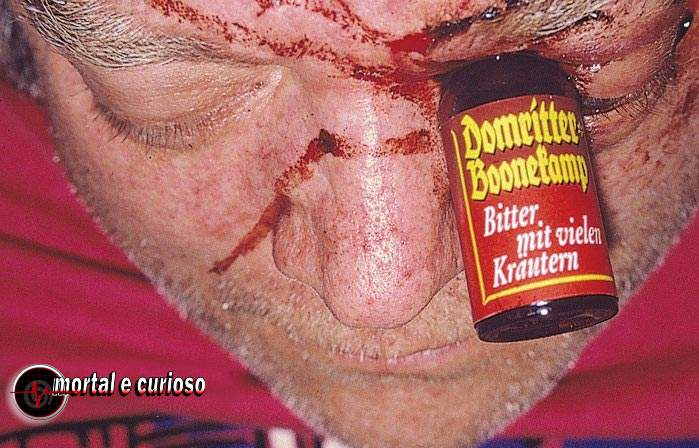 Domritter-
Boonekamp
Bitter
mit vielen
Kräutern
mortal e curioso